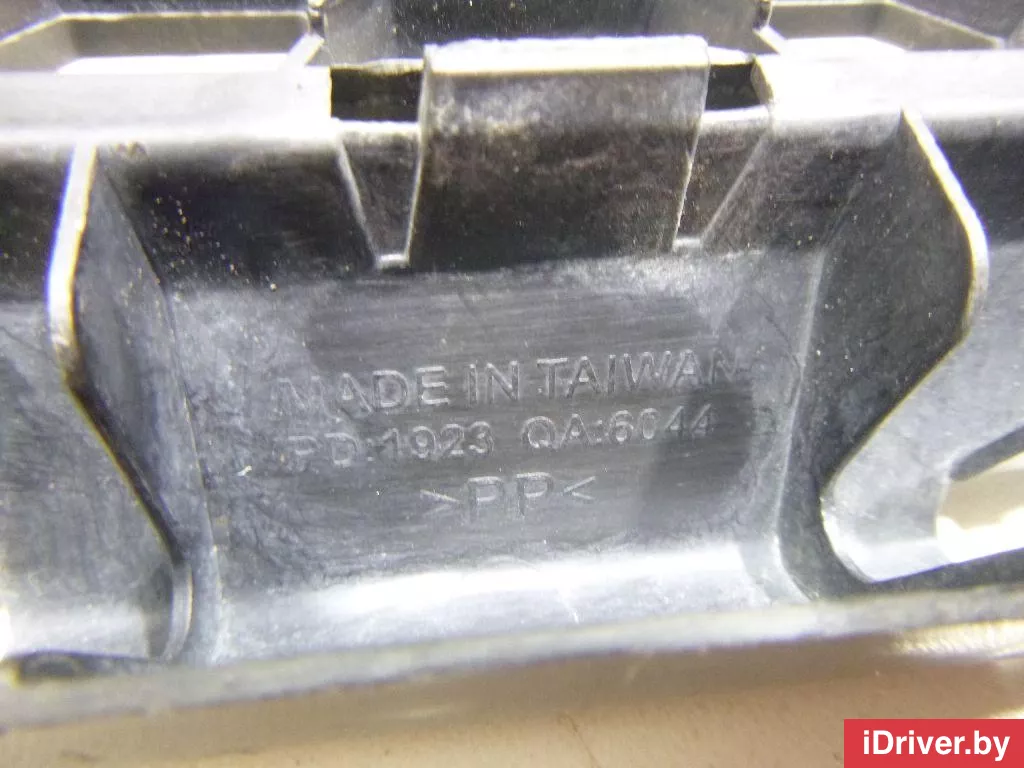 MADE IN TAIWAN
PD:1923 QA:6044
>PP<
iDriver.by